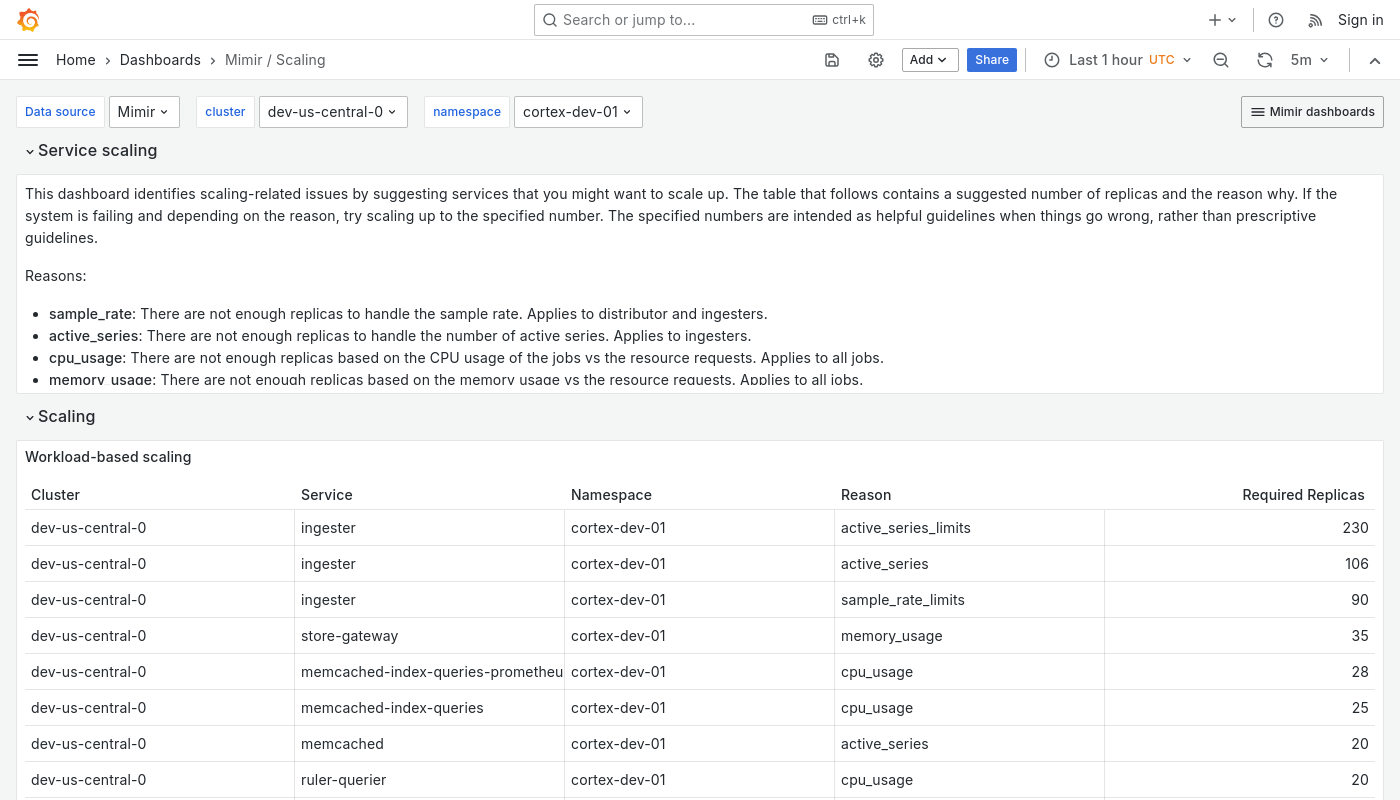 Search or jump to...
ctrl+k
Sign in
Home › Dashboards › Mimir / Scaling
Add
Share
Last 1 hour UTC
5m
Data source Mimir
cluster dev-us-central-0
namespace cortex-dev-01
Mimir dashboards
Service scaling
This dashboard identifies scaling-related issues by suggesting services that you might want to scale up. The table that follows contains a suggested number of replicas and the reason why. If the
system is failing and depending on the reason, try scaling up to the specified number. The specified numbers are intended as helpful guidelines when things go wrong, rather than prescriptive
guidelines.
Reasons:
• sample_rate: There are not enough replicas to handle the sample rate. Applies to distributor and ingesters.
• active_series: There are not enough replicas to handle the number of active series. Applies to ingesters.
• cpu_usage: There are not enough replicas based on the CPU usage of the jobs vs the resource requests. Applies to all jobs.
• memory_usage: There are not enough replicas based on the memory usage vs the resource requests. Applies to all jobs.
Scaling
Workload-based scaling
Cluster Service Namespace Reason Required Replicas
dev-us-central-0 ingester cortex-dev-01 active_series_limits 230
dev-us-central-0 ingester cortex-dev-01 active_series 106
dev-us-central-0 ingester cortex-dev-01 sample_rate_limits 90
dev-us-central-0 store-gateway cortex-dev-01 memory_usage 35
dev-us-central-0 memcached-index-queries-prometheu cortex-dev-01 cpu_usage 28
dev-us-central-0 memcached-index-queries cortex-dev-01 cpu_usage 25
dev-us-central-0 memcached cortex-dev-01 active_series 20
dev-us-central-0 ruler-querier cortex-dev-01 cpu_usage 20